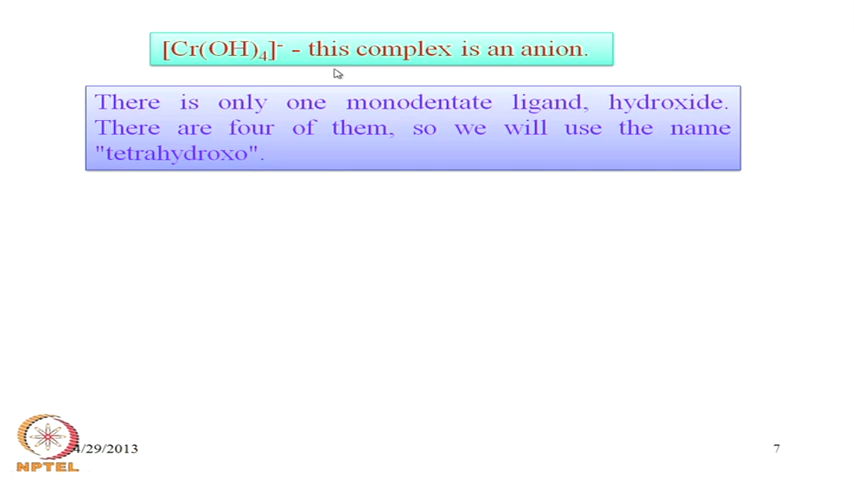 [Cr(OH)₄]⁻ - this complex is an anion.
There is only one monodentate ligand, hydroxide.
There are four of them, so we will use the name
"tetrahydroxo".
4/29/2013
7
NPTEL